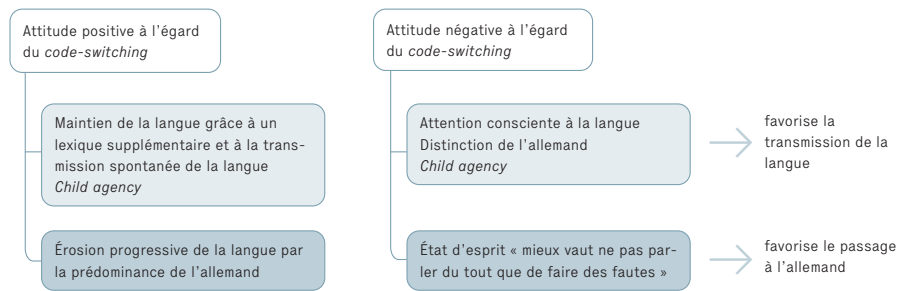 Attitude positive à l'égard
du code-switching
Maintien de la langue grâce à un
lexique supplémentaire et à la trans-
mission spontanée de la langue
Child agency
Érosion progressive de la langue par
la prédominance de l'allemand
Attitude négative à l'égard
du code-switching
Attention consciente à la langue
Distinction de l'allemand
Child agency
État d'esprit « mieux vaut ne pas par-
ler du tout que de faire des fautes »
favorise la
transmission de la
langue
favorise le passage
à l'allemand